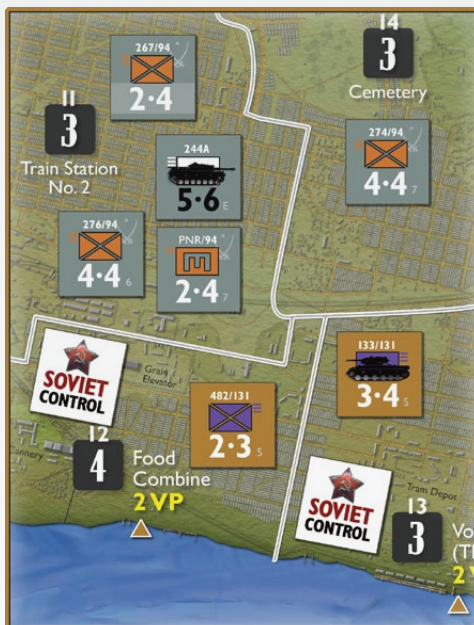 267/94
2-4
14
3
Cemetery
11
3
Train Station
No. 2
244A
5-6 E
274/94
4-4 7
276/94
4-4 6
PNR/94
2-4 7
SOVIET
CONTROL
Grain
Elevator
133/131
3-4 S
482/131
2-3 S
12
4
Food
Combine
2 VP
SOVIET
CONTROL
Tram Depot
13
3